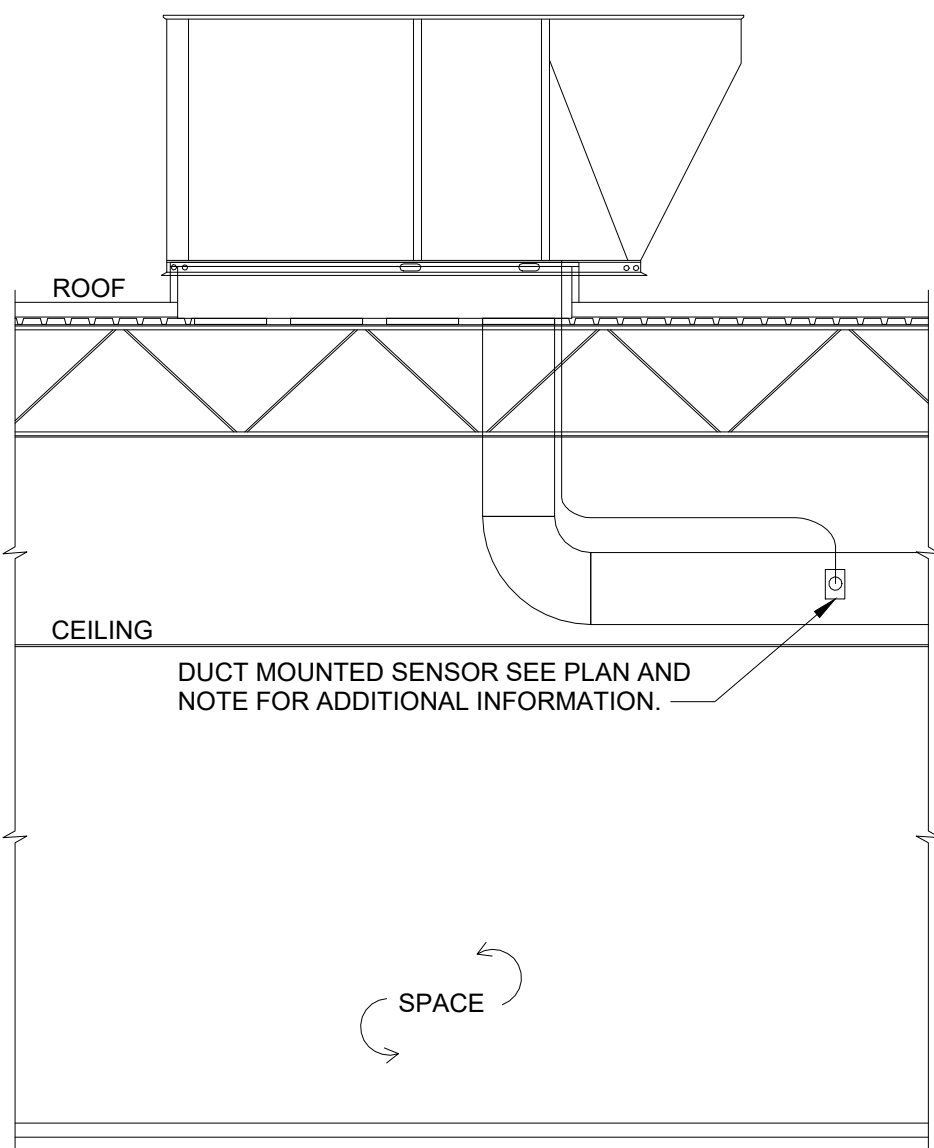 ROOF
CEILING
DUCT MOUNTED SENSOR SEE PLAN AND
NOTE FOR ADDITIONAL INFORMATION.
SPACE